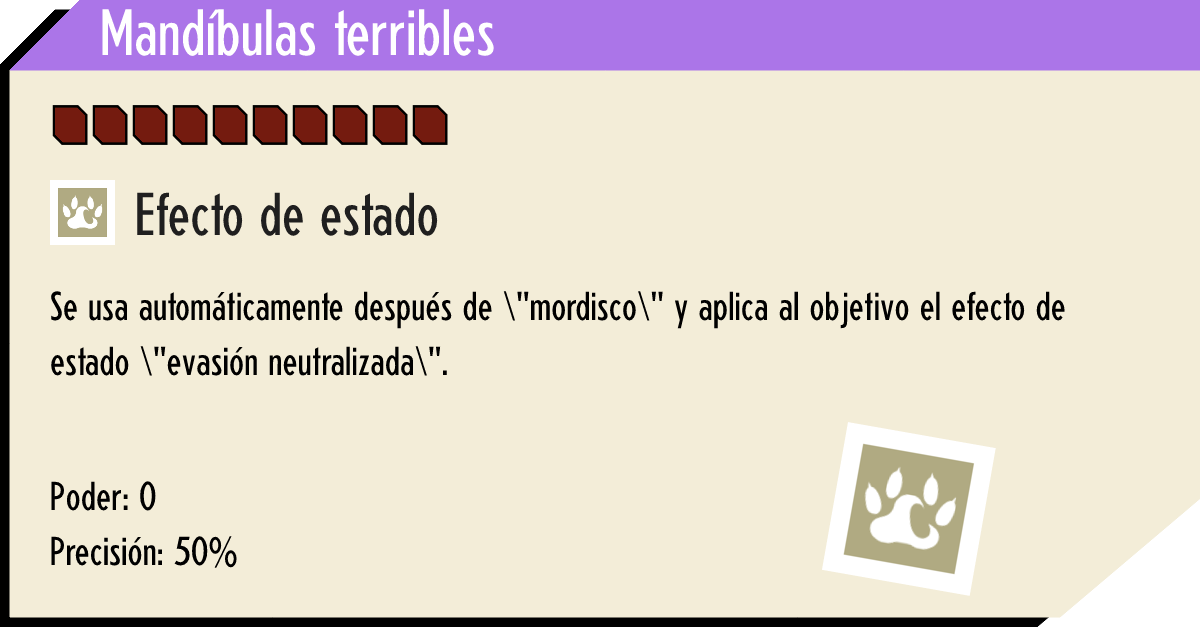 Mandíbulas terribles
Efecto de estado
Se usa automáticamente después de \"mordisco\" y aplica al objetivo el efecto de
estado \"evasión neutralizada\".
Poder: 0
Precisión: 50%